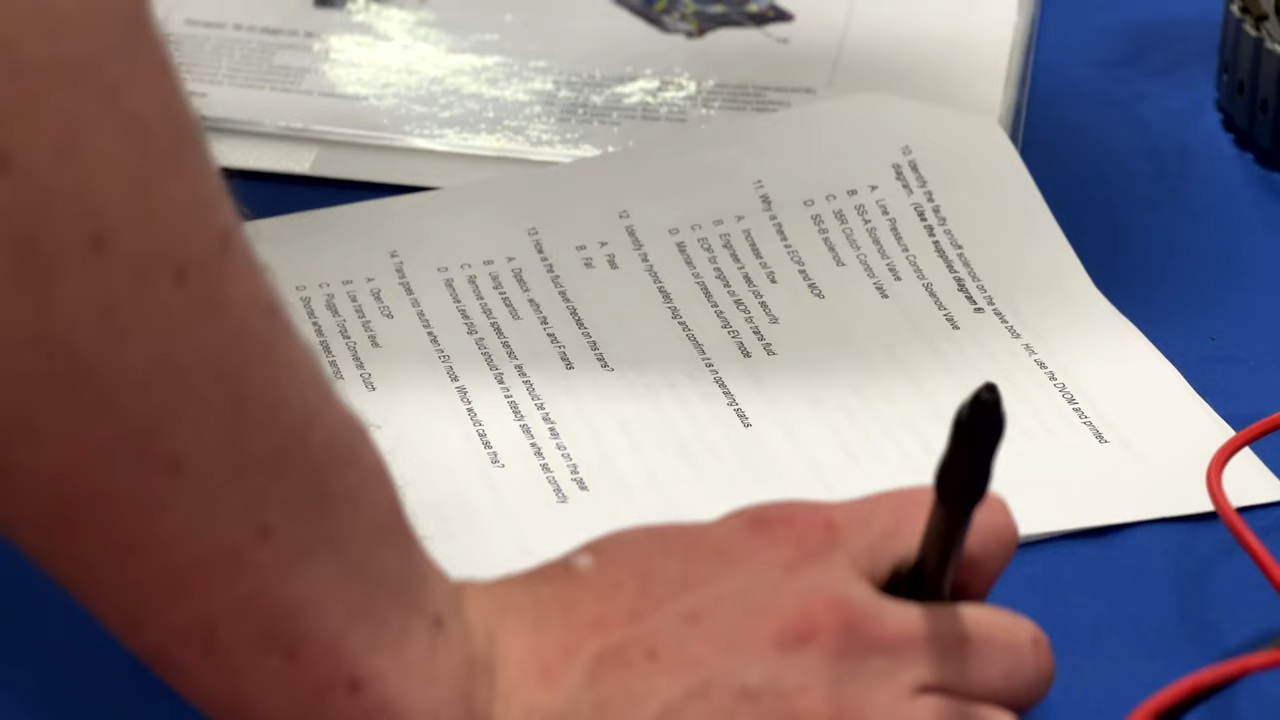 10. Identify the faulty on/off solenoid on the valve body. Hint, use the DVOM and printed
diagram. (Use the supplied diagram 6)
A. Line Pressure Control Solenoid Valve
B. SS-A Solenoid Valve
C. 35R Clutch Control Valve
D. SS-B solenoid
11. Why is there a EOP and MOP
A. Increase oil flow
B. Engineer's need job security
C. EOP for engine oil MOP for trans fluid
D. Maintain oil pressure during EV mode
12. Identify the hybrid safety plug and confirm it is in operating status
A. Pass
B. Fail
13. How is the fluid level checked on this trans?
A. Dipstick - within the L and F marks
B. Using a scantool
C. Remove output speed sensor, level should be half way up on the gear
D. Remove Level plug, fluid should flow in a steady stem when set correctly
14. Trans goes into neutral when in EV mode. Which would cause this?
A. Open EOP
B. Low trans fluid level
C. Plugged Torque Converter Clutch
D. Shorted wheel speed sensor